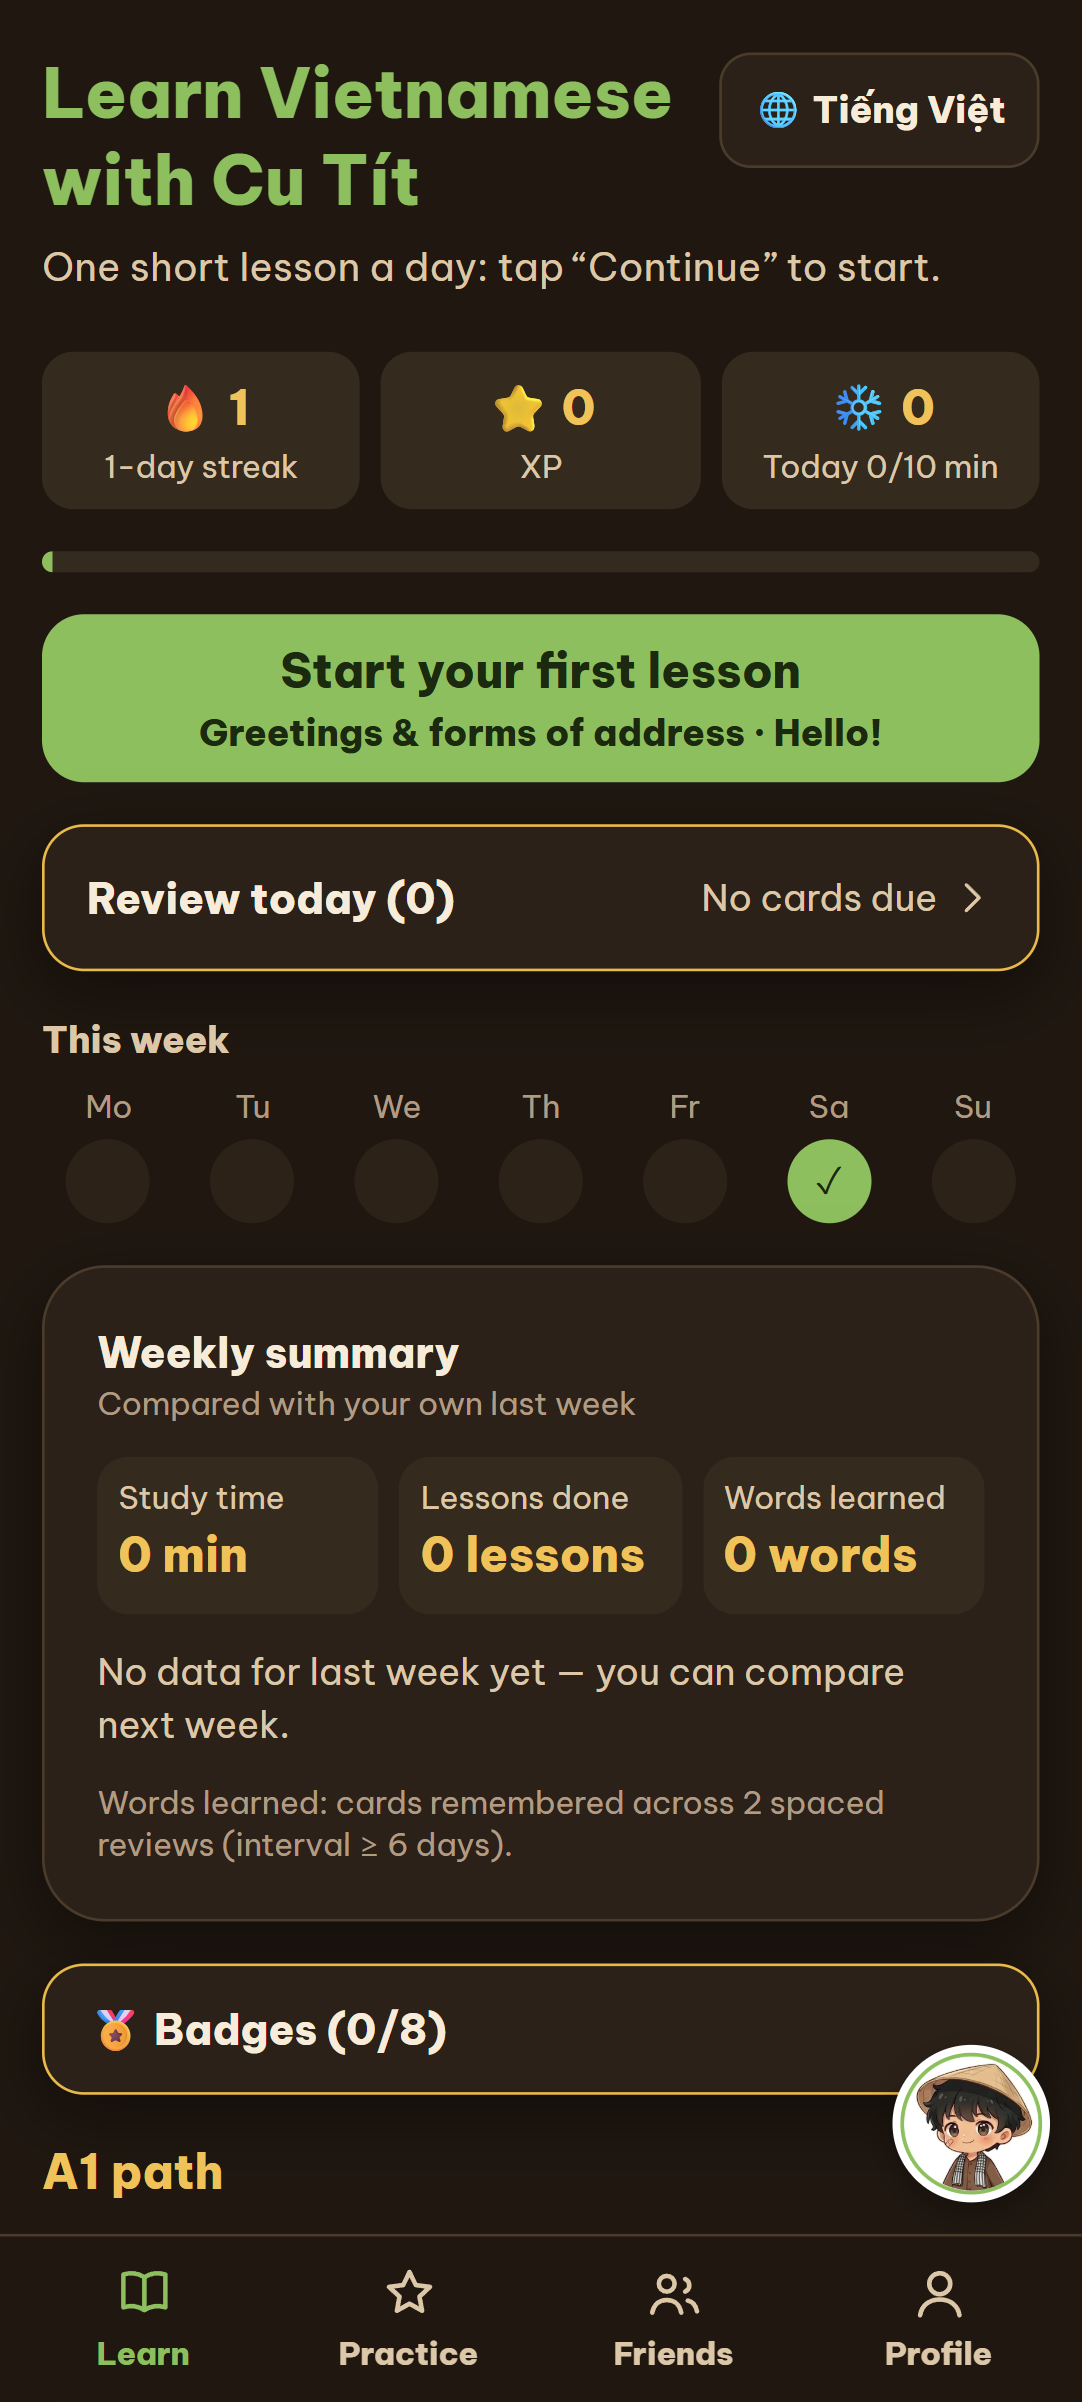 Learn Vietnamese
with Cu Tít
Tiếng Việt
One short lesson a day: tap “Continue” to start.
1
1-day streak
0
XP
0
Today 0/10 min
Start your first lesson
Greetings & forms of address · Hello!
Review today (0)
No cards due
This week
Mo Tu We Th Fr Sa Su
✓
Weekly summary
Compared with your own last week
Study time
0 min
Lessons done
0 lessons
Words learned
0 words
No data for last week yet — you can compare
next week.
Words learned: cards remembered across 2 spaced
reviews (interval ≥ 6 days).
Badges (0/8)
A1 path
Learn
Practice
Friends
Profile